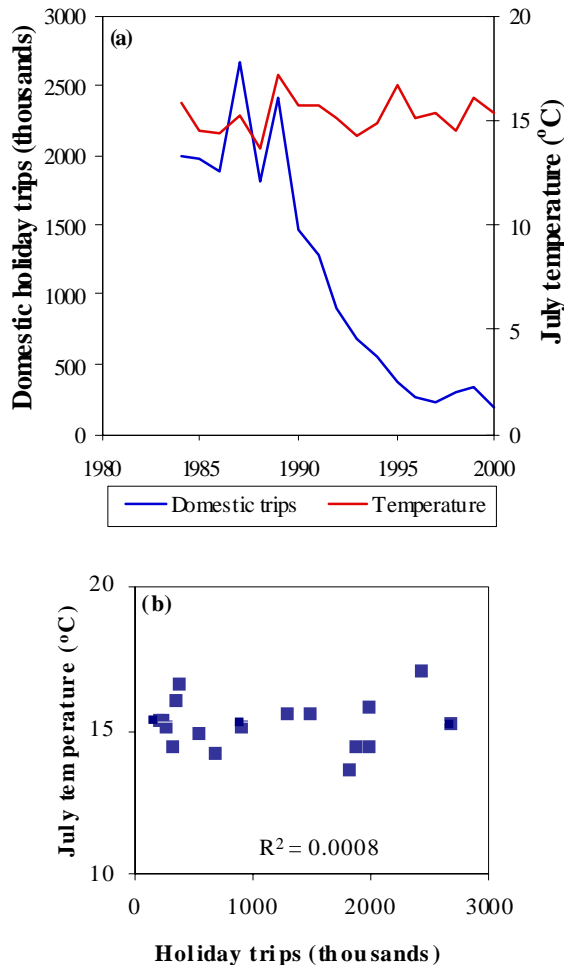 (a)
3000
2500
2000
1500
1000
500
0
Domestic holiday trips (thousands)
20
15
10
5
0
July temperature (°C)
1980 1985 1990 1995 2000
Domestic trips Temperature
(b)
20
15
10
July temperature (°C)
R² = 0.0008
0 1000 2000 3000
Holiday trips (thousands)